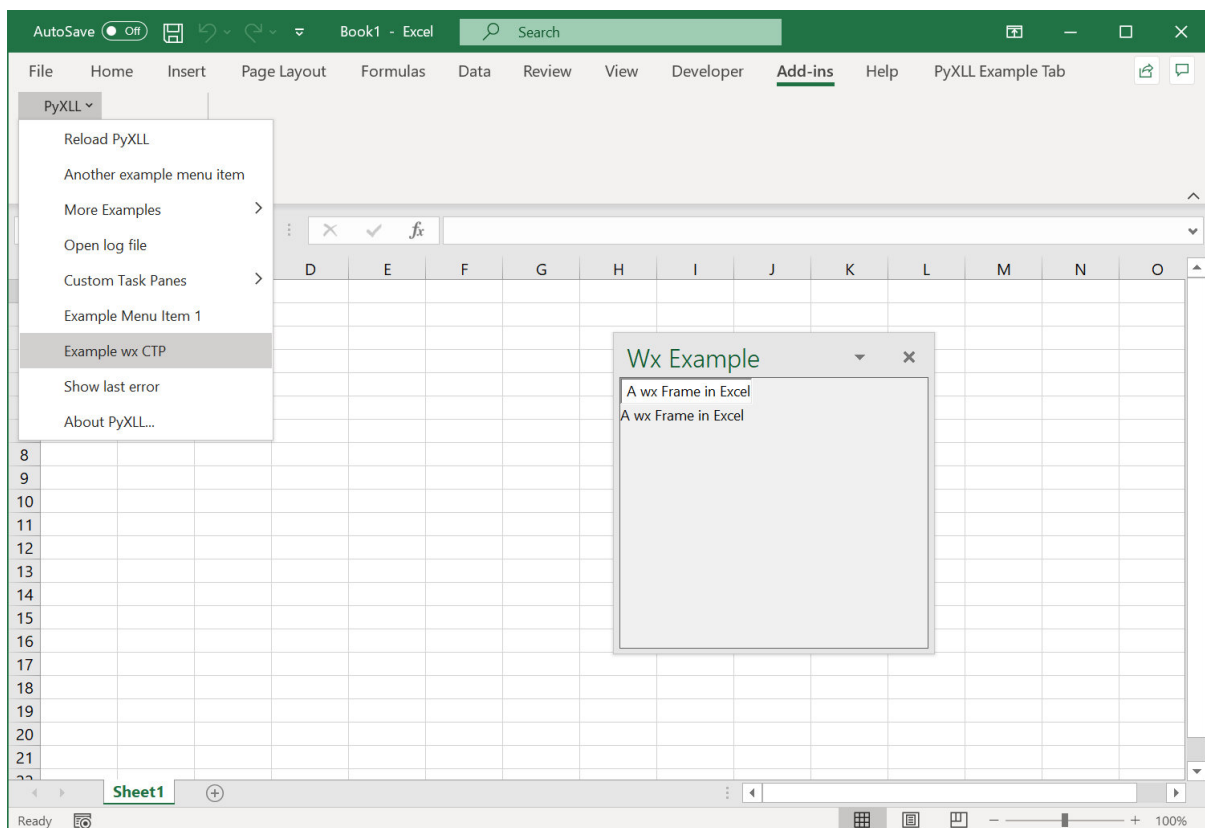 AutoSave Off Book1 - Excel Search
File Home Insert Page Layout Formulas Data Review View Developer Add-ins Help PyXLL Example Tab
PyXLL
Reload PyXLL
Another example menu item
More Examples
Open log file
Custom Task Panes
Example Menu Item 1
Example wx CTP
Show last error
About PyXLL...
fx
D E F G H I J K L M N O
Wx Example
A wx Frame in Excel
A wx Frame in Excel
8
9
10
11
12
13
14
15
16
17
18
19
20
21
Sheet1
Ready 100%